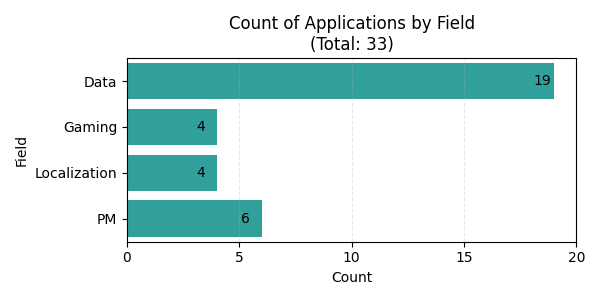 Count of Applications by Field
(Total: 33)
Field
Data
19
Gaming
4
Localization
4
PM
6
0 5 10 15 20
Count